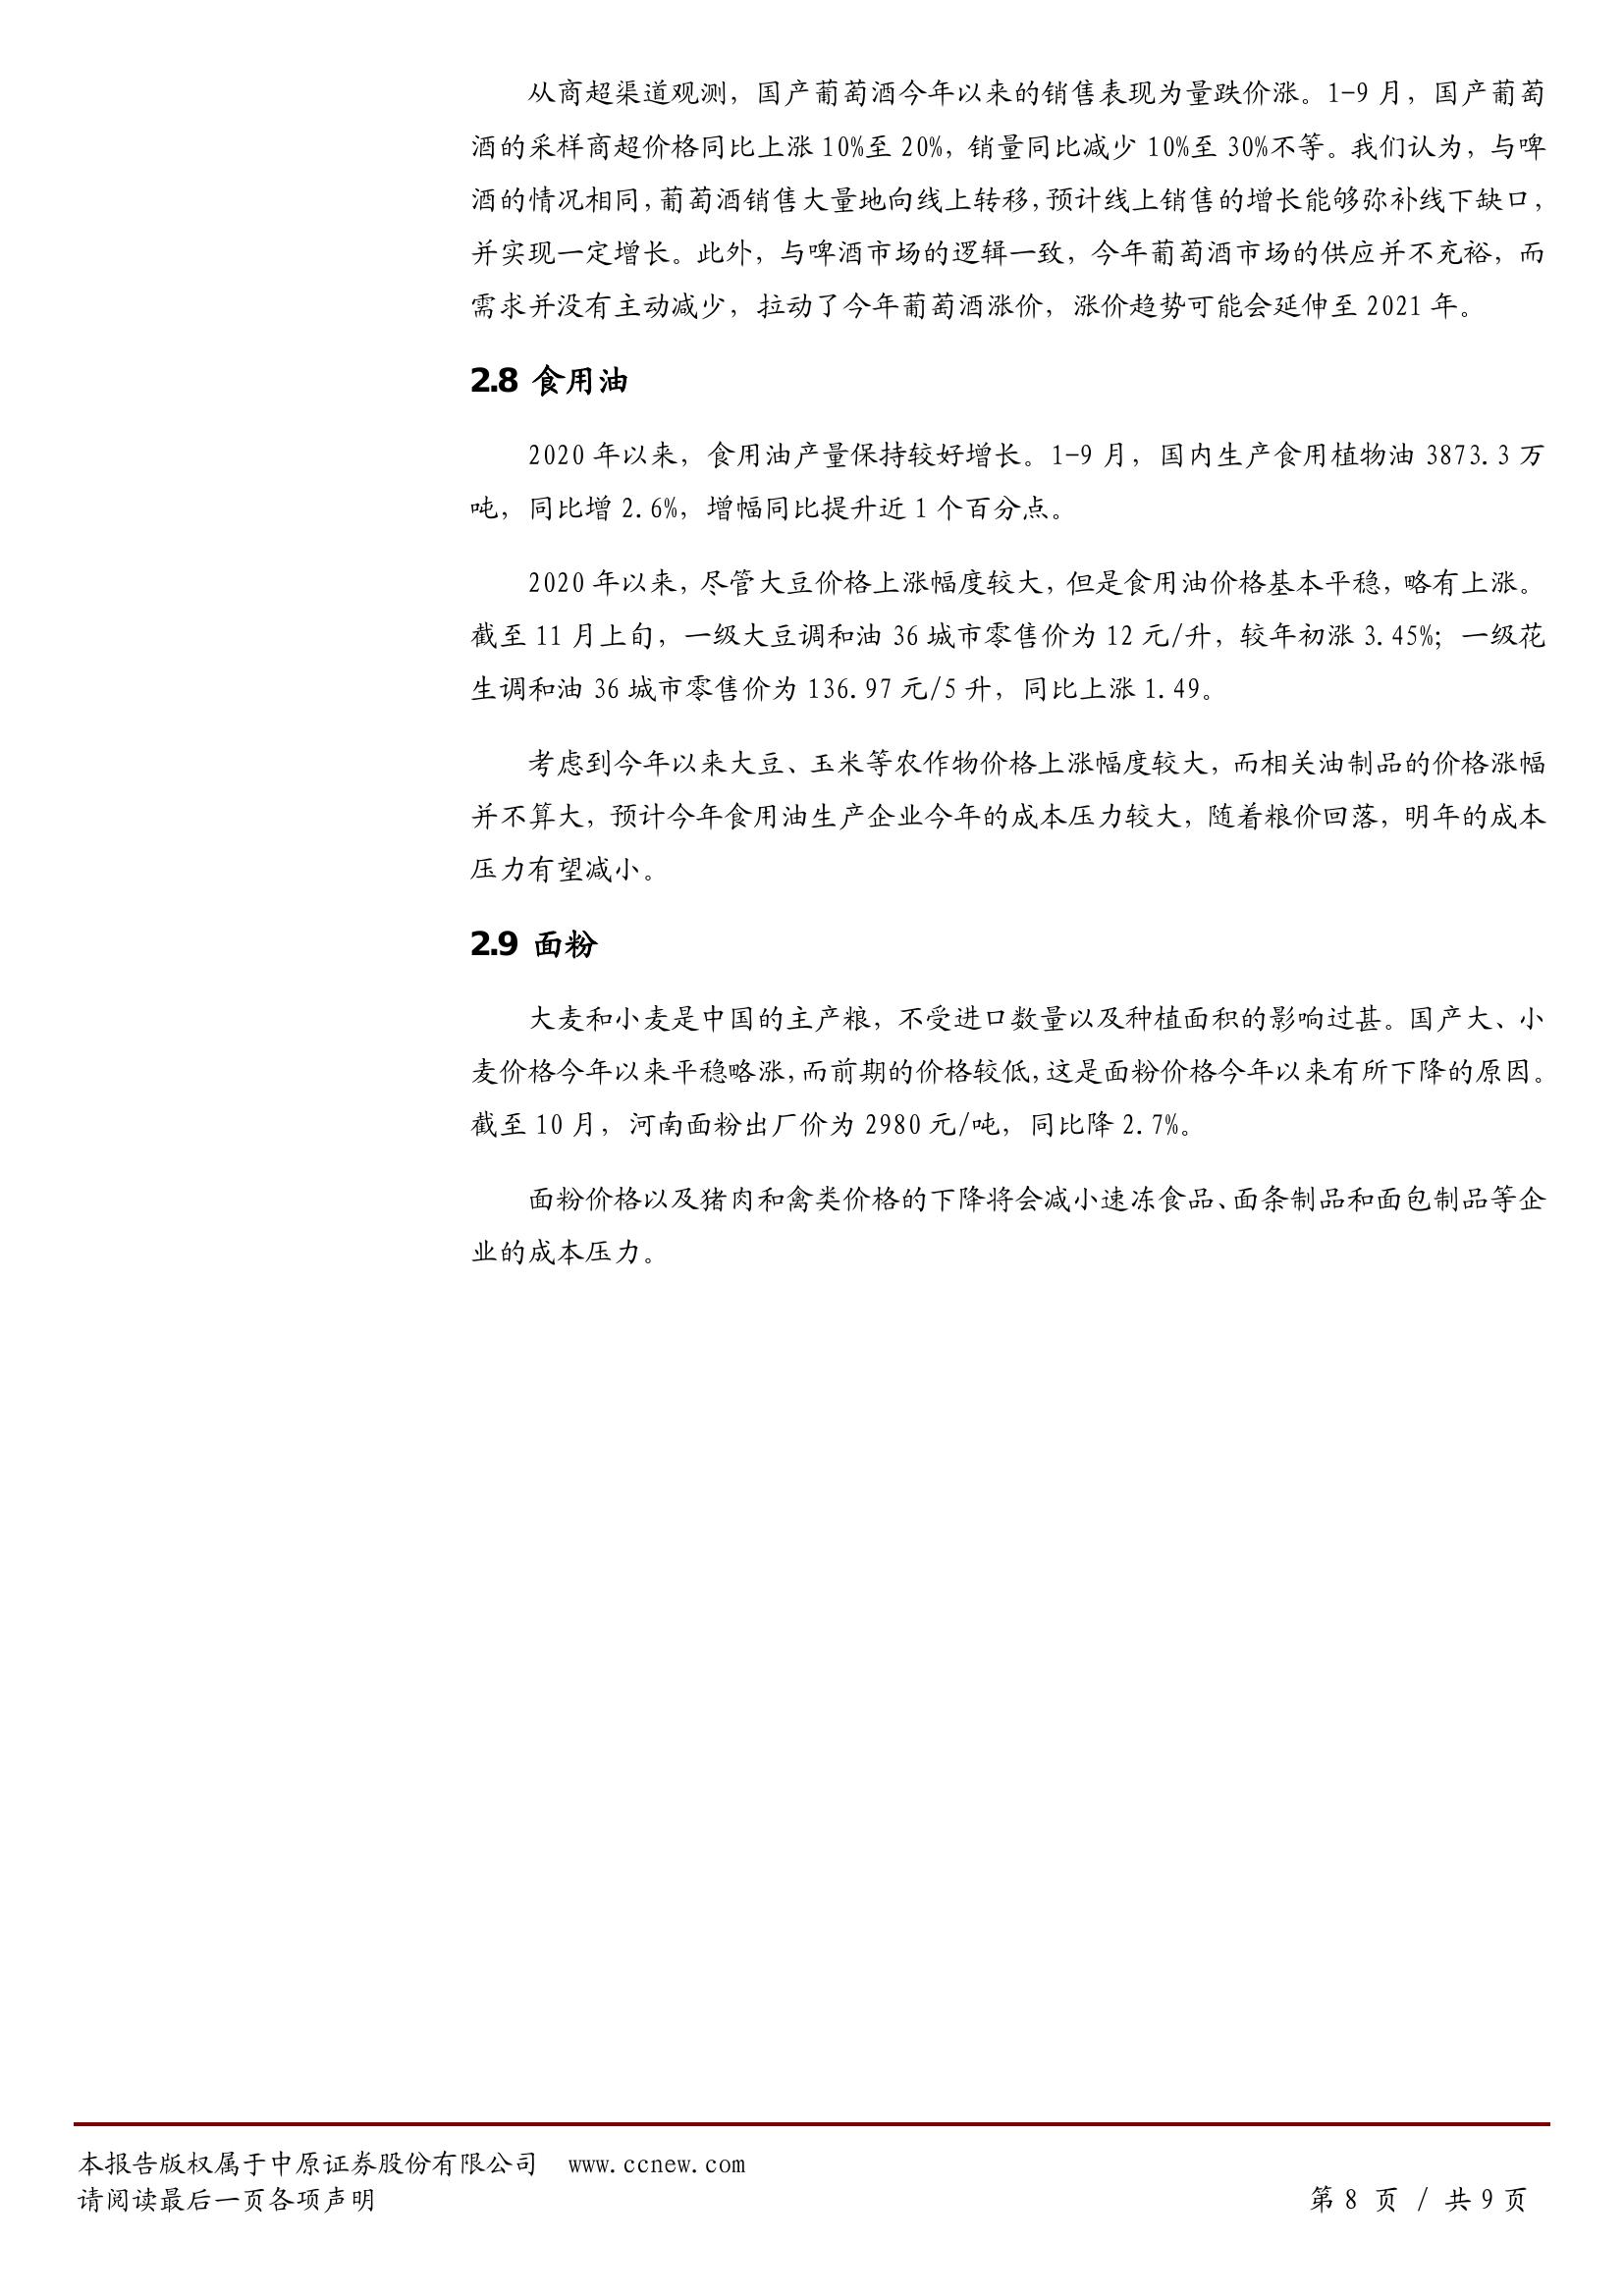 从商超渠道观测，国产葡萄酒今年以来的销售表现为量跌价涨。1-9 月，国产葡萄
酒的采样商超价格同比上涨 10%至 20%，销量同比减少 10%至 30%不等。我们认为，与啤
酒的情况相同，葡萄酒销售大量地向线上转移，预计线上销售的增长能够弥补线下缺口，
并实现一定增长。此外，与啤酒市场的逻辑一致，今年葡萄酒市场的供应并不充裕，而
需求并没有主动减少，拉动了今年葡萄酒涨价，涨价趋势可能会延伸至 2021 年。
2.8 食用油
2020 年以来，食用油产量保持较好增长。1-9 月，国内生产食用植物油 3873.3 万
吨，同比增 2.6%，增幅同比提升近 1 个百分点。
2020 年以来，尽管大豆价格上涨幅度较大，但是食用油价格基本平稳，略有上涨。
截至 11 月上旬，一级大豆调和油 36 城市零售价为 12 元/升，较年初涨 3.45%；一级花
生调和油 36 城市零售价为 136.97 元/5 升，同比上涨 1.49。
考虑到今年以来大豆、玉米等农作物价格上涨幅度较大，而相关油制品的价格涨幅
并不算大，预计今年食用油生产企业今年的成本压力较大，随着粮价回落，明年的成本
压力有望减小。
2.9 面粉
大麦和小麦是中国的主产粮，不受进口数量以及种植面积的影响过甚。国产大、小
麦价格今年以来平稳略涨，而前期的价格较低，这是面粉价格今年以来有所下降的原因。
截至 10 月，河南面粉出厂价为 2980 元/吨，同比降 2.7%。
面粉价格以及猪肉和禽类价格的下降将会减小速冻食品、面条制品和面包制品等企
业的成本压力。
本报告版权属于中原证券股份有限公司 www.ccnew.com
请阅读最后一页各项声明
第 8 页 / 共 9 页